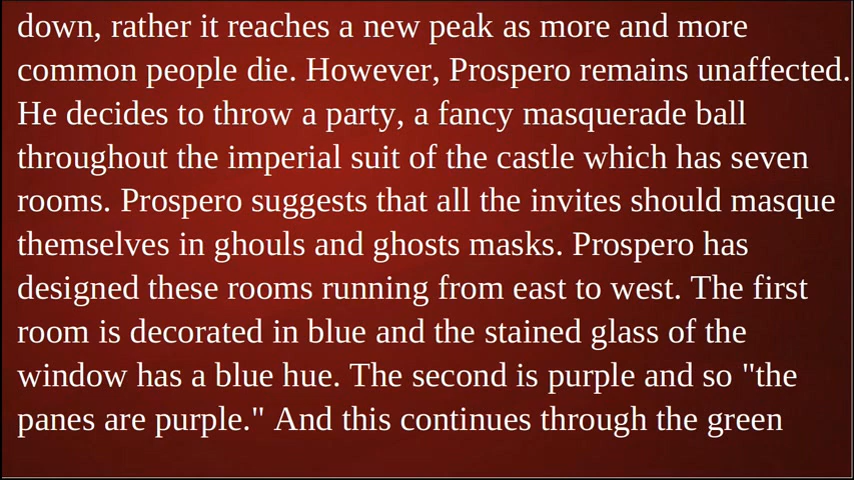 down, rather it reaches a new peak as more and more
common people die. However, Prospero remains unaffected.
He decides to throw a party, a fancy masquerade ball
throughout the imperial suit of the castle which has seven
rooms. Prospero suggests that all the invites should masque
themselves in ghouls and ghosts masks. Prospero has
designed these rooms running from east to west. The first
room is decorated in blue and the stained glass of the
window has a blue hue. The second is purple and so "the
panes are purple." And this continues through the green